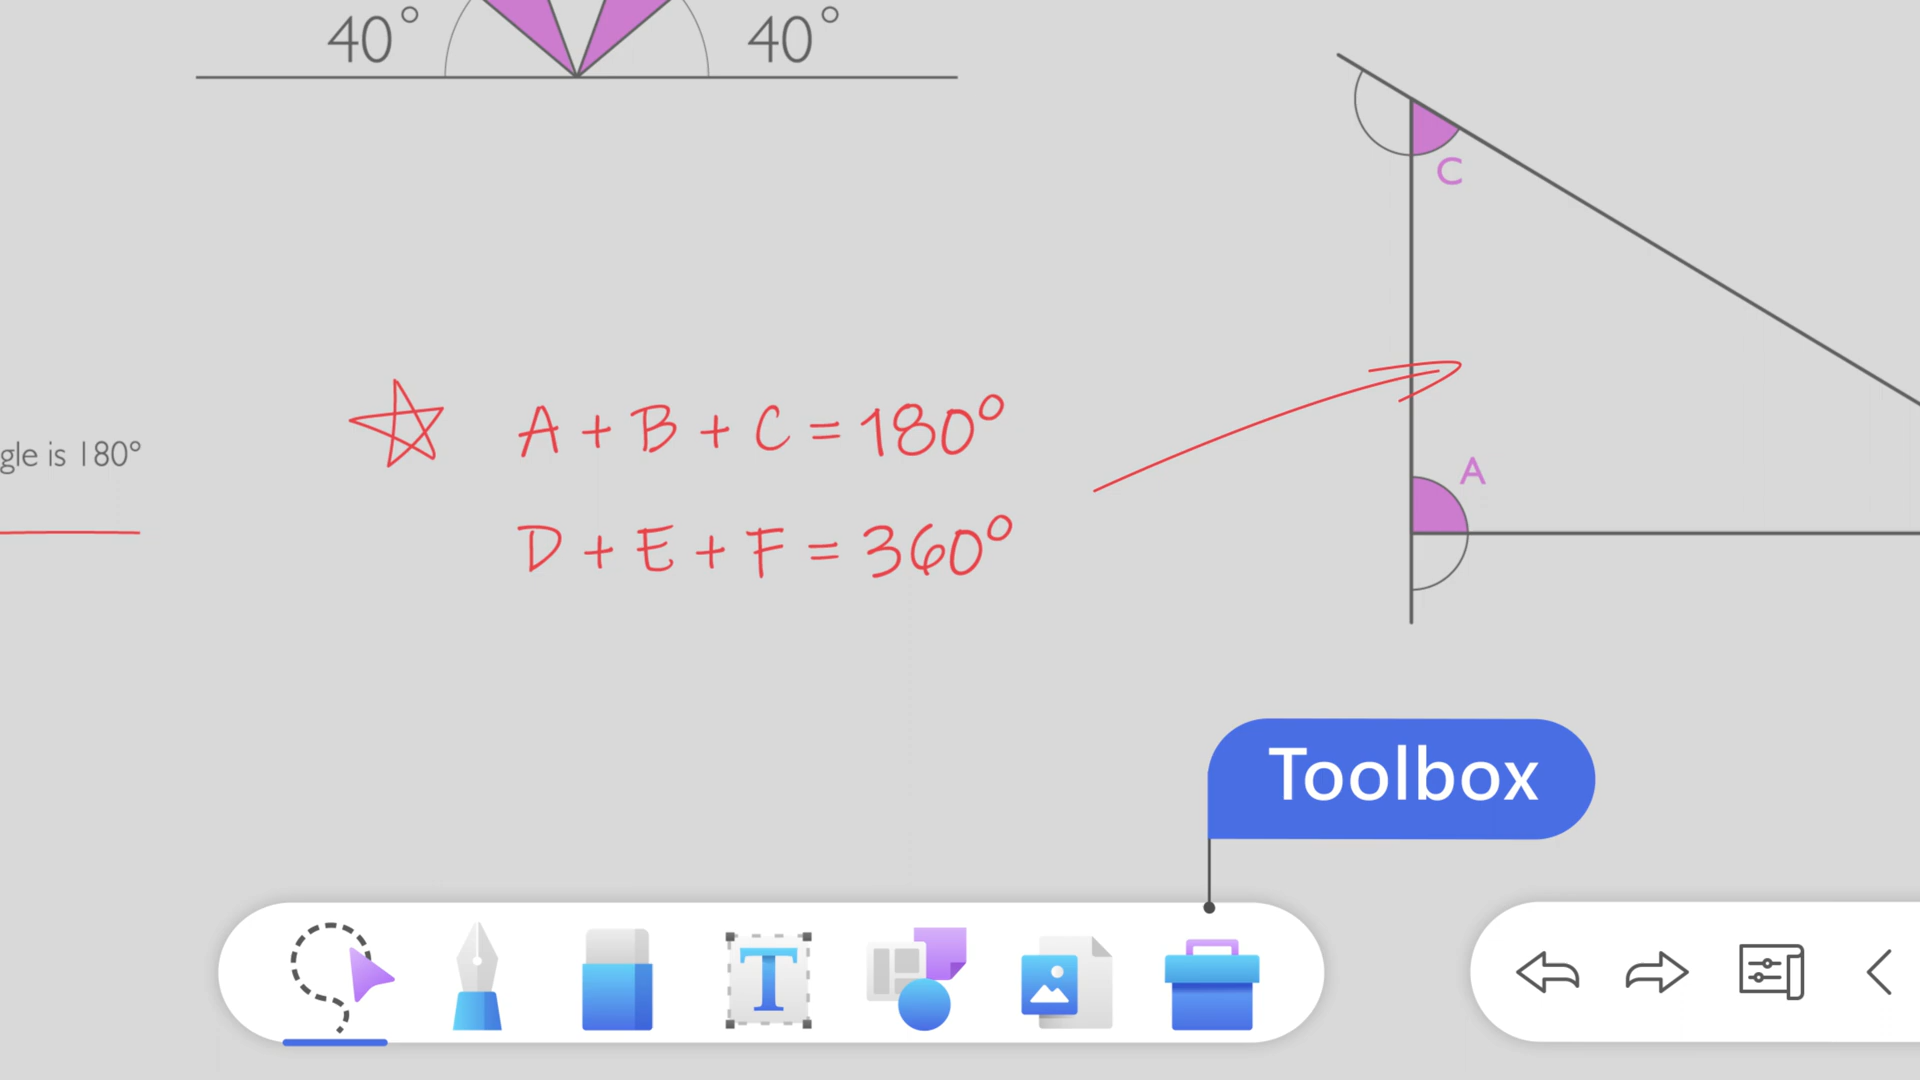 40° 40°
C
A + B + C = 180°
gle is 180°
A
D + E + F = 360°
Toolbox
T